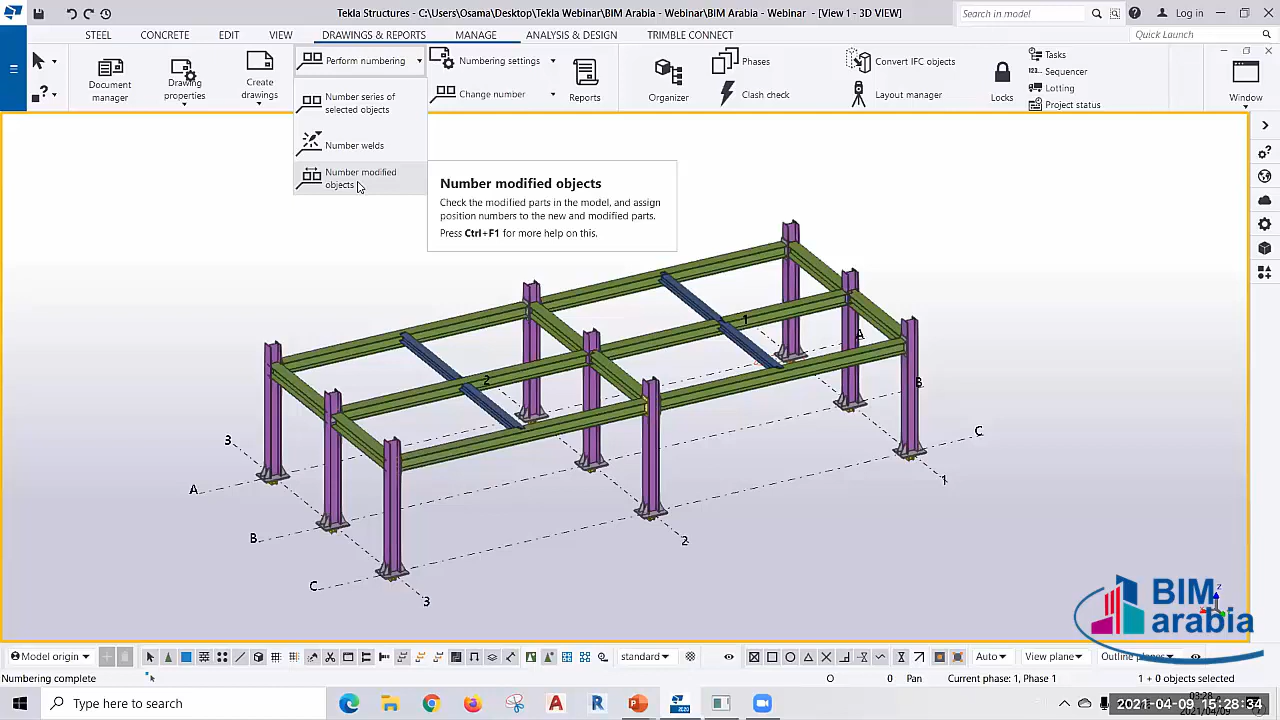 Tekla Structures - C:\Users\Osama\Desktop\Tekla Webinar\BIM Arabia - Webinar\BIM Arabia - Webinar - [View 1 - 3D VIEW]
Search in model
Log in
STEEL
CONCRETE
EDIT
VIEW
DRAWINGS & REPORTS
MANAGE
ANALYSIS & DESIGN
TRIMBLE CONNECT
Quick Launch
Document
manager
Drawing
properties
Create
drawings
Perform numbering
Numbering settings
Change number
Reports
Organizer
Phases
Clash check
Convert IFC objects
Layout manager
Locks
Tasks
Sequencer
Lotting
Project status
Window
Number series of
selected objects
Number welds
Number modified
objects
Number modified objects
Check the modified parts in the model, and assign
position numbers to the new and modified parts.
Press Ctrl+F1 for more help on this.
1
A
2
B
3
C
A
1
B
2
C
3
BIM
arabia
Z
Model origin
standard
Auto
View plane
Outline planes
Numbering complete
O
0
Pan
Current phase: 1, Phase 1
1 + 0 objects selected
Type here to search
2020
03:28
2021/04/09
2021-04-09 15:28:34